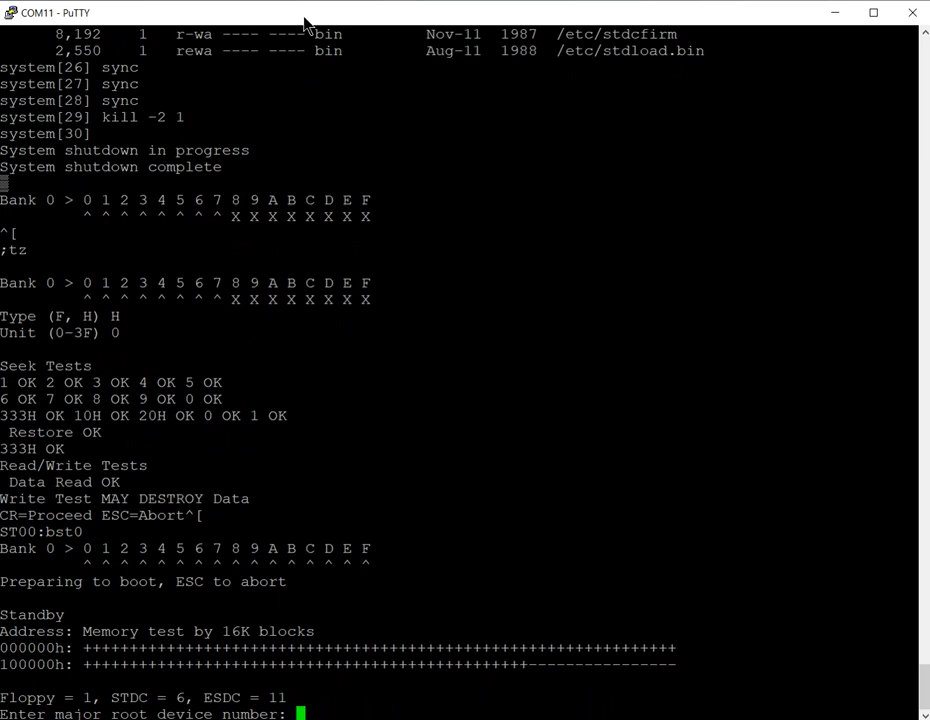 COM11 - PuTTY
8,192 1 r-wa ---- ---- bin Nov-11 1987 /etc/stdcfirm
2,550 1 rewa ---- ---- bin Aug-11 1988 /etc/stdload.bin
system[26] sync
system[27] sync
system[28] sync
system[29] kill -2 1
system[30]
System shutdown in progress
System shutdown complete
Bank 0 > 0 1 2 3 4 5 6 7 8 9 A B C D E F
^ ^ ^ ^ ^ ^ ^ ^ X X X X X X X X
^[
;tz
Bank 0 > 0 1 2 3 4 5 6 7 8 9 A B C D E F
^ ^ ^ ^ ^ ^ ^ ^ X X X X X X X X
Type (F, H) H
Unit (0-3F) 0
Seek Tests
1 OK 2 OK 3 OK 4 OK 5 OK
6 OK 7 OK 8 OK 9 OK 0 OK
333H OK 10H OK 20H OK 0 OK 1 OK
Restore OK
333H OK
Read/Write Tests
Data Read OK
Write Test MAY DESTROY Data
CR=Proceed ESC=Abort^[
ST00:bst0
Bank 0 > 0 1 2 3 4 5 6 7 8 9 A B C D E F
^ ^ ^ ^ ^ ^ ^ ^ ^ ^ ^ ^ ^ ^ ^ ^
Preparing to boot, ESC to abort
Standby
Address: Memory test by 16K blocks
000000h: ++++++++++++++++++++++++++++++++++++++++++++++++++++++++++++++++
100000h: ++++++++++++++++++++++++++++++++++++++++++++++++----------------
Floppy = 1, STDC = 6, ESDC = 11
Enter major root device number: